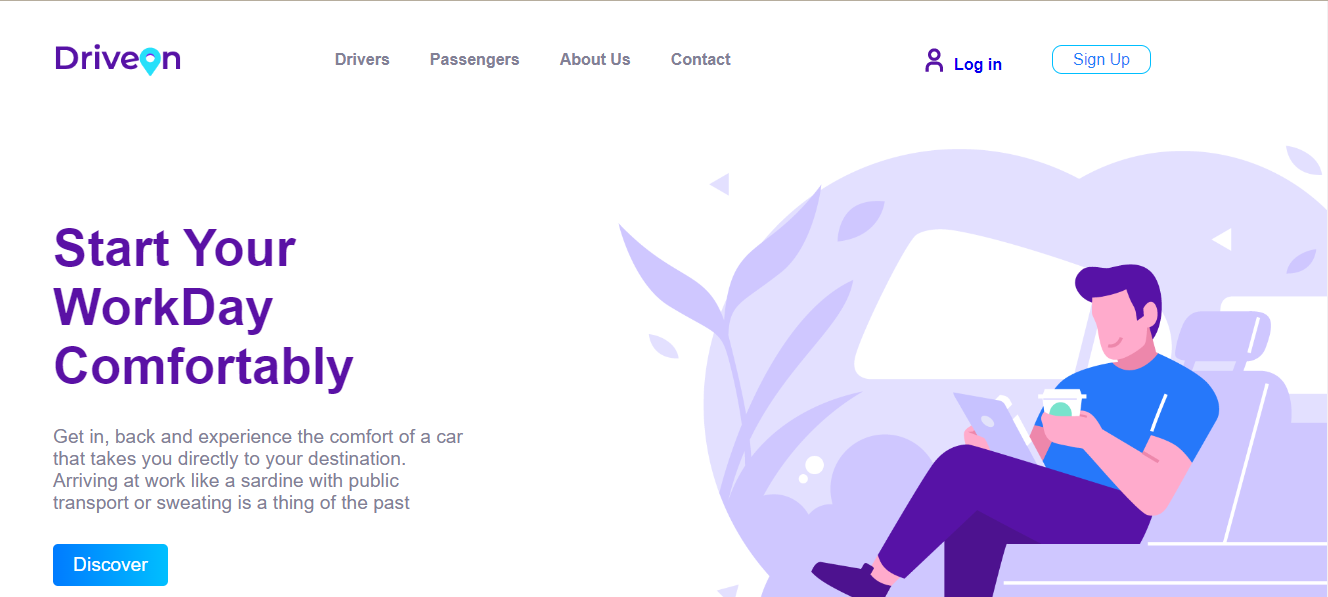 Driveon
Drivers Passengers About Us Contact
Log in
Sign Up
Start Your
WorkDay
Comfortably
Get in, back and experience the comfort of a car
that takes you directly to your destination.
Arriving at work like a sardine with public
transport or sweating is a thing of the past
Discover